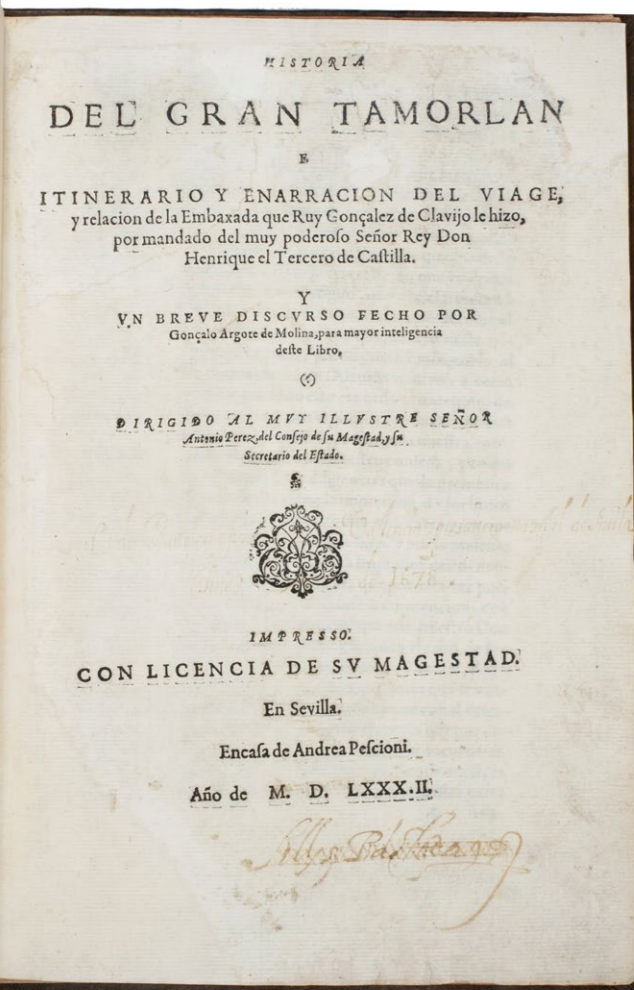 HISTORIA
DEL GRAN TAMORLAN
E
ITINERARIO Y ENARRACION DEL VIAGE,
y relacion de la Embaxada que Ruy Gonçalez de Clavijo le hizo,
por mandado del muy poderoſo Señor Rey Don
Henrique el Tercero de Caſtilla.
Y
VN BREVE DISCVRSO FECHO POR
Gonçalo Argote de Molina, para mayor inteligencia
deſte Libro,
DIRIGIDO AL MVY ILLVSTRE SEÑOR
Antonio Perez, del Conſejo de ſu Mageſtad, y ſu
Secretario del Eſtado.
IMPRESSO.
CON LICENCIA DE SV MAGESTAD.
En Sevilla.
Encaſa de Andrea Peſcioni.
Año de M. D. LXXX.II.